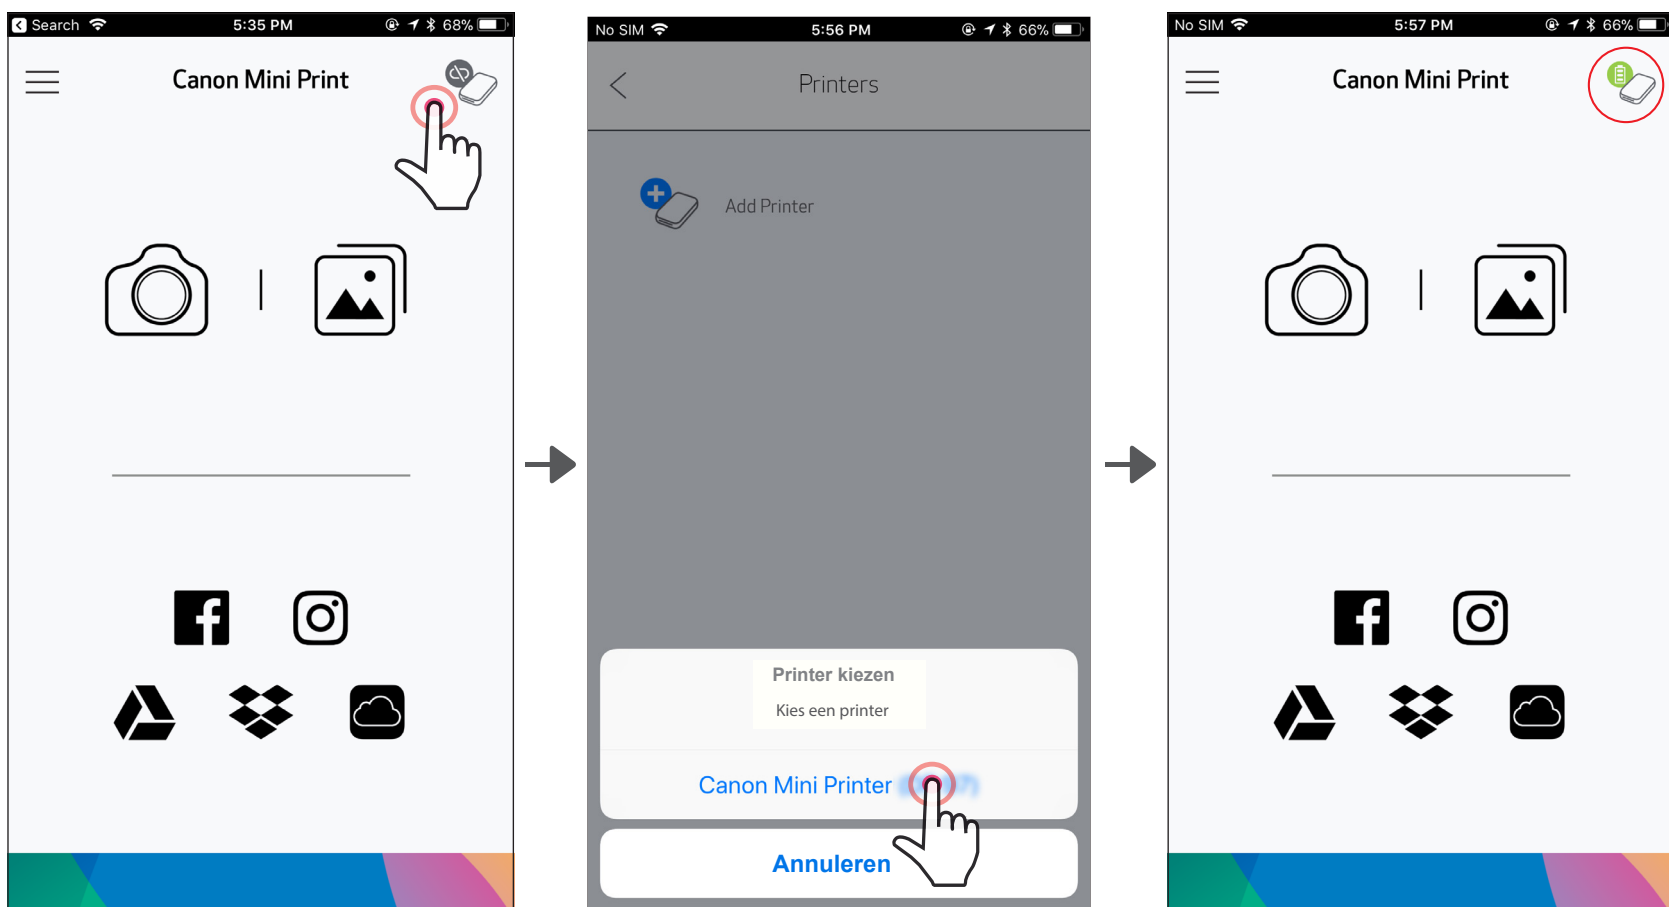 Search 5:35 PM 68%
Canon Mini Print
No SIM 5:56 PM 66%
Printers
Add Printer
Printer kiezen
Kies een printer
Canon Mini Printer
Annuleren
No SIM 5:57 PM 66%
Canon Mini Print